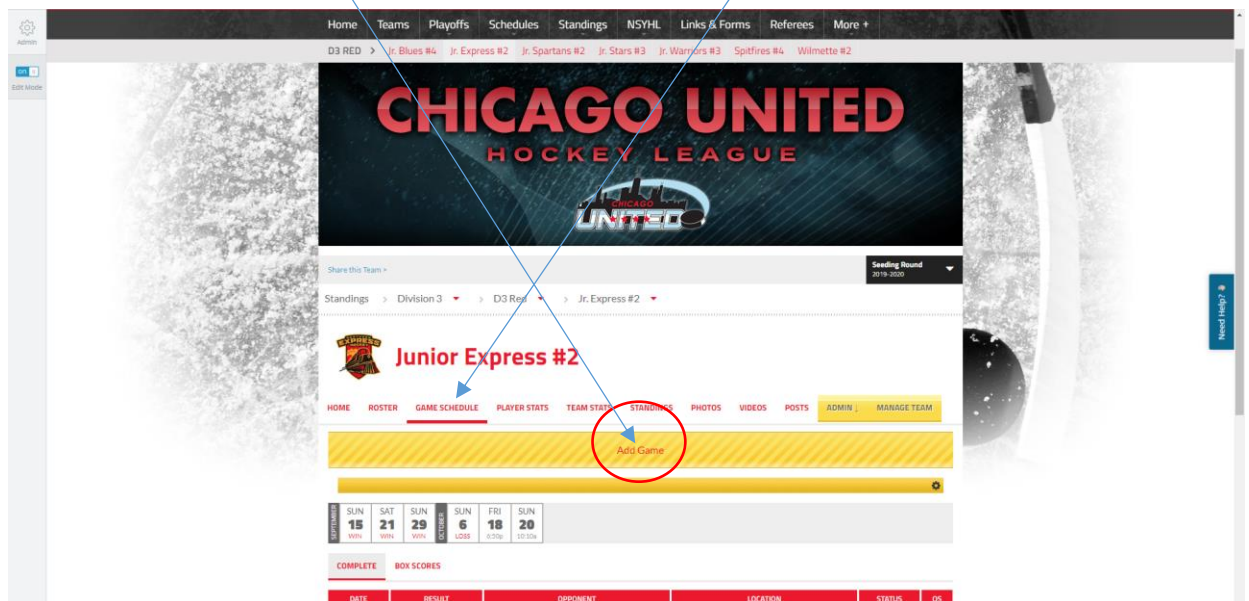 Home Teams Playoffs Schedules Standings NSYHL Links & Forms Referees More +
Admin
D3 RED > Jr. Blues #4 Jr. Express #2 Jr. Spartans #2 Jr. Stars #3 Jr. Warriors #3 Spitfires #4 Wilmette #2
ON
Edit Mode
CHICAGO UNITED
HOCKEY LEAGUE
CHICAGO
UNITED
Share this Team >
Seeding Round
2019-2020
Standings > Division 3 > D3 Red > Jr. Express #2
Need Help?
EXPRESS
Junior Express #2
HOME ROSTER GAME SCHEDULE PLAYER STATS TEAM STATS STANDINGS PHOTOS VIDEOS POSTS ADMIN ↓ MANAGE TEAM
Add Game
SEPTEMBER SUN SAT SUN OCTOBER SUN FRI SUN
15 21 29 6 18 20
WIN WIN WIN LOSS 6:50p 10:10a
COMPLETE BOX SCORES
DATE RESULT OPPONENT LOCATION STATUS OS